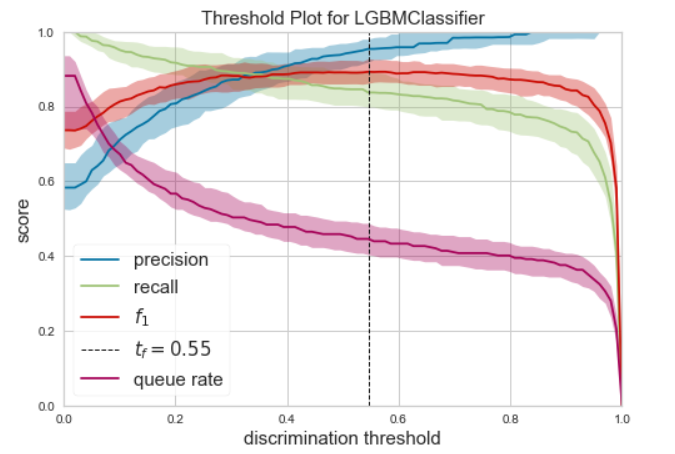 Threshold Plot for LGBMClassifier
1.0
0.8
0.6
0.4
0.2
0.0
score
precision
recall
f₁
t_f = 0.55
queue rate
0.0 0.2 0.4 0.6 0.8 1.0
discrimination threshold